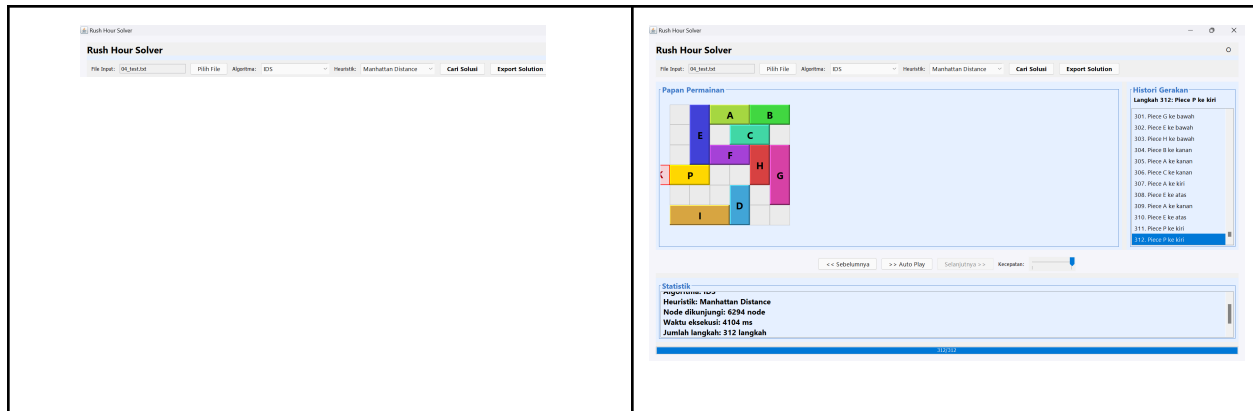 Rush Hour Solver
Rush Hour Solver
File Input: 04_test.txt Pilih File Algoritma: IDS Heuristik: Manhattan Distance Cari Solusi Export Solution
Rush Hour Solver
Rush Hour Solver
File Input: 04_test.txt Pilih File Algoritma: IDS Heuristik: Manhattan Distance Cari Solusi Export Solution
Papan Permainan
A B
E C
F
K P H G
D
I
Histori Gerakan
Langkah 312: Piece P ke kiri
301. Piece G ke bawah
302. Piece E ke bawah
303. Piece H ke bawah
304. Piece B ke kanan
305. Piece A ke kanan
306. Piece C ke kanan
307. Piece A ke kiri
308. Piece E ke atas
309. Piece A ke kanan
310. Piece E ke atas
311. Piece P ke kiri
312. Piece P ke kiri
<< Sebelumnya >> Auto Play Selanjutnya >> Kecepatan:
Statistik
Algoritma: IDS
Heuristik: Manhattan Distance
Node dikunjungi: 6294 node
Waktu eksekusi: 4104 ms
Jumlah langkah: 312 langkah
312/312